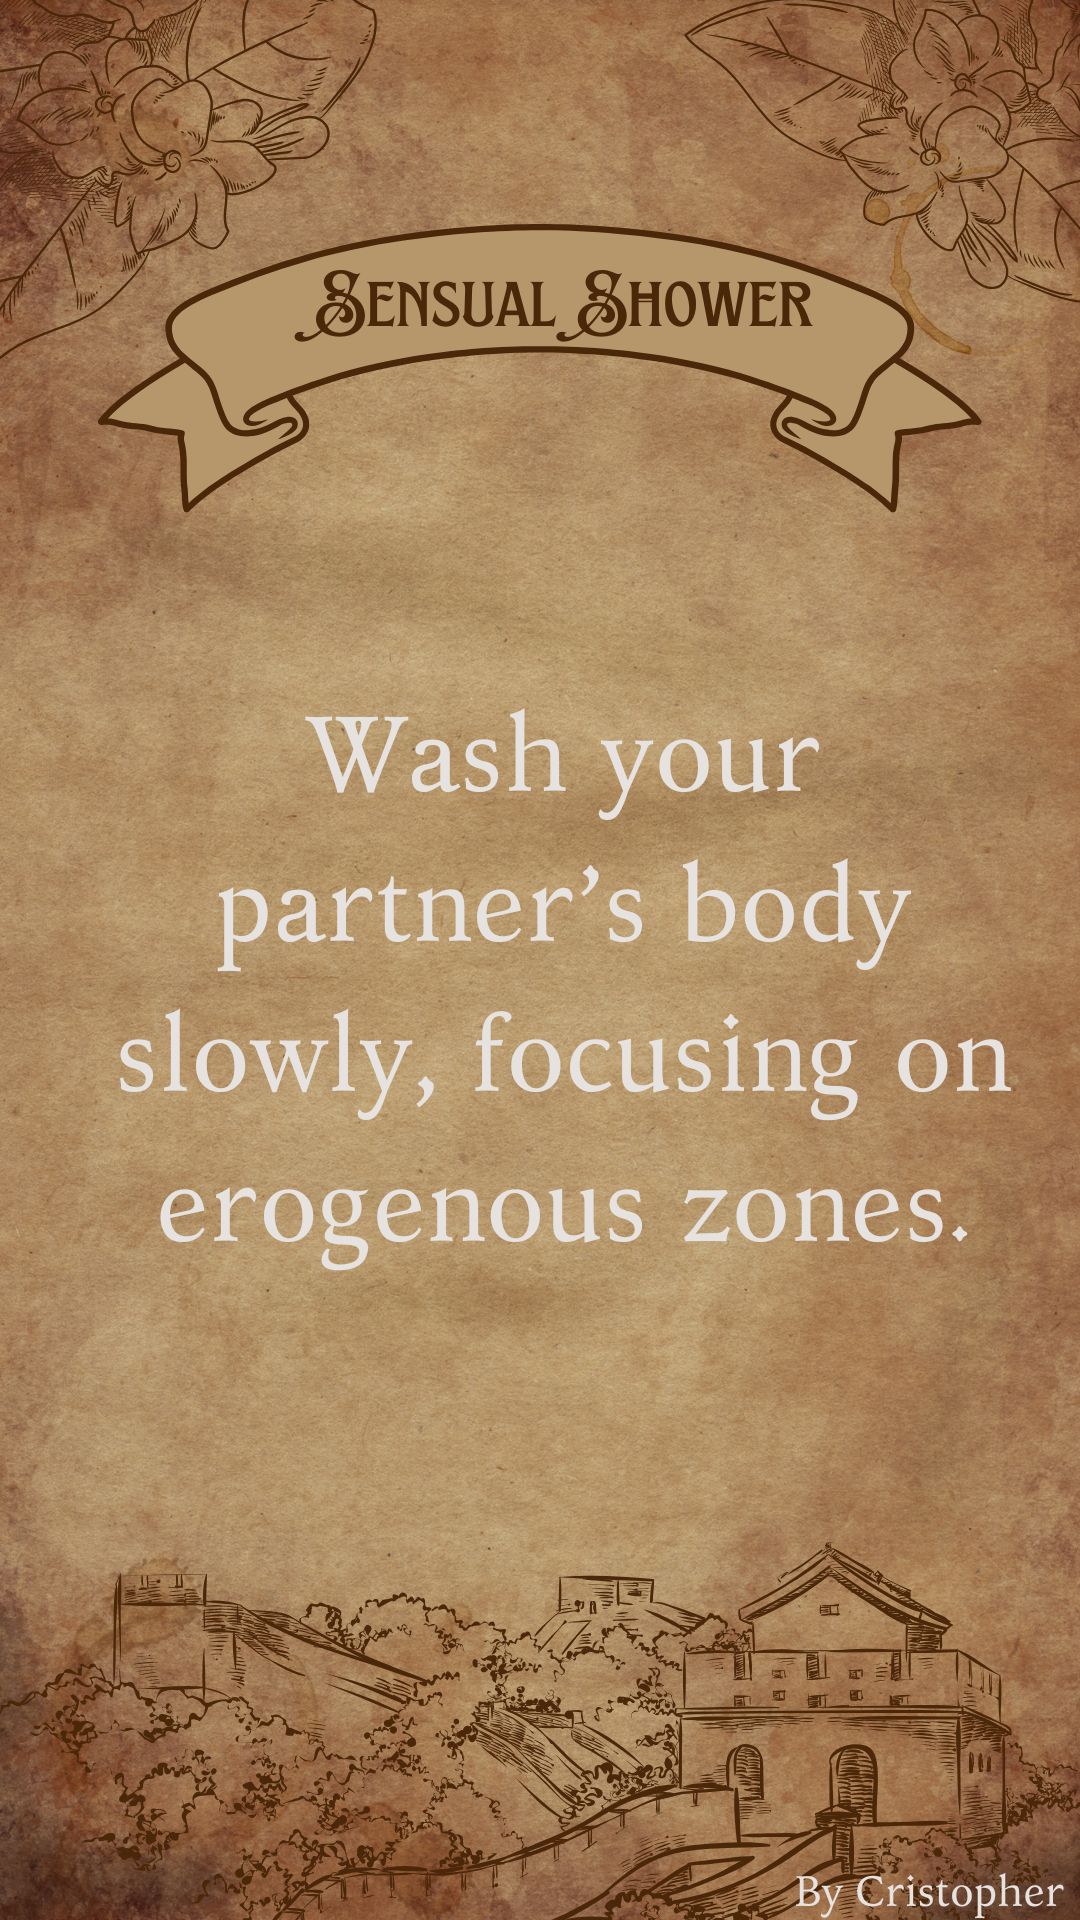 Sensual Shower
Wash your
partner’s body
slowly, focusing on
erogenous zones.
By Cristopher